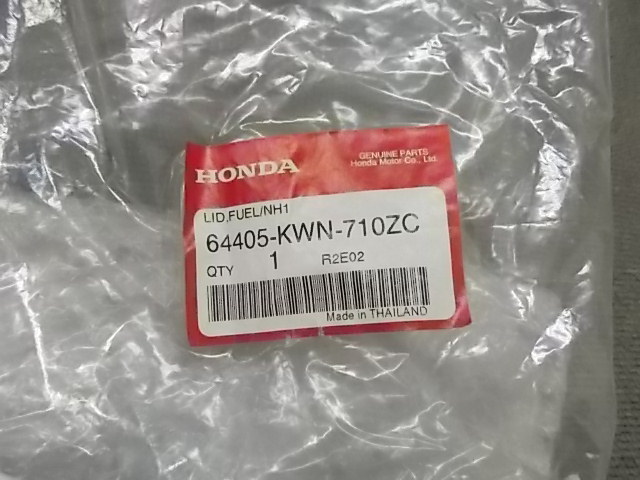 HONDA
GENUINE PARTS
Honda Motor Co., Ltd.
LID,FUEL/NH1
64405-KWN-710ZC
QTY 1 R2E02
Made in THAILAND